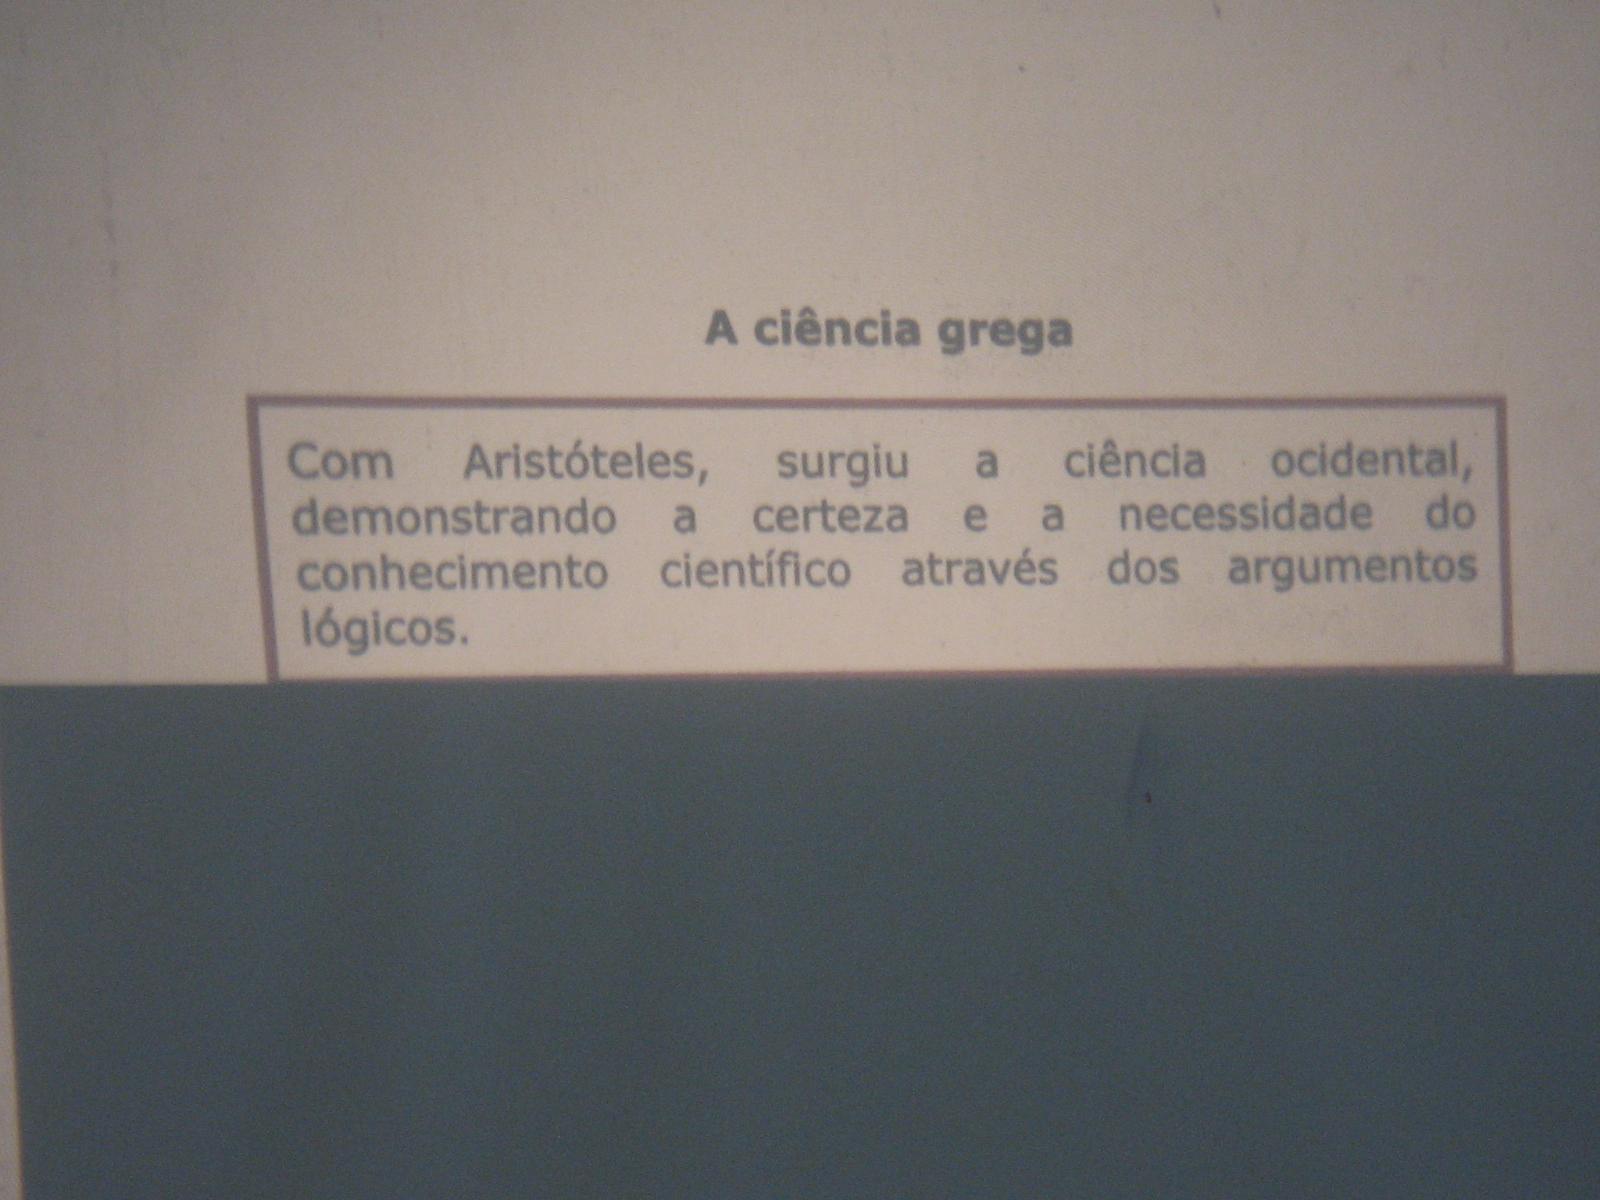 A ciência grega
Com Aristóteles, surgiu a ciência ocidental,
demonstrando a certeza e a necessidade do
conhecimento científico através dos argumentos
lógicos.